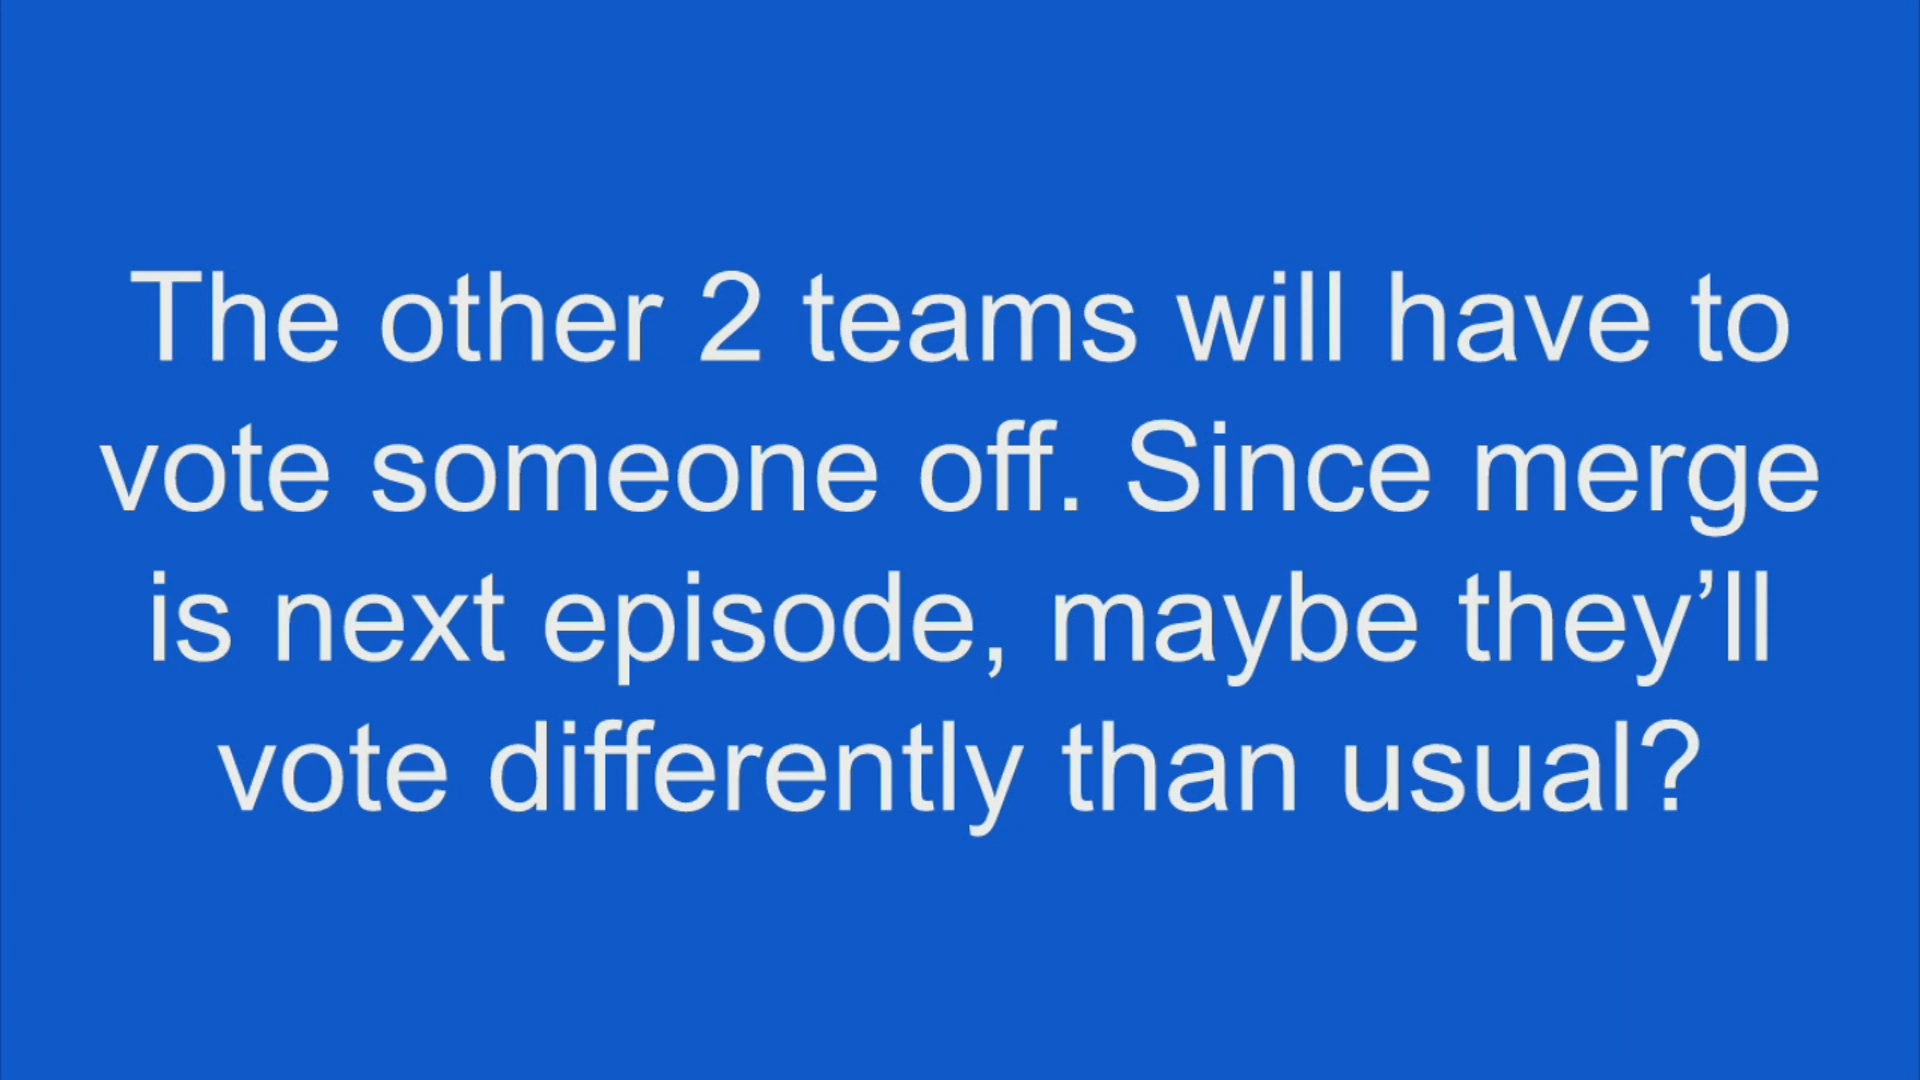 The other 2 teams will have to
vote someone off. Since merge
is next episode, maybe they’ll
vote differently than usual?